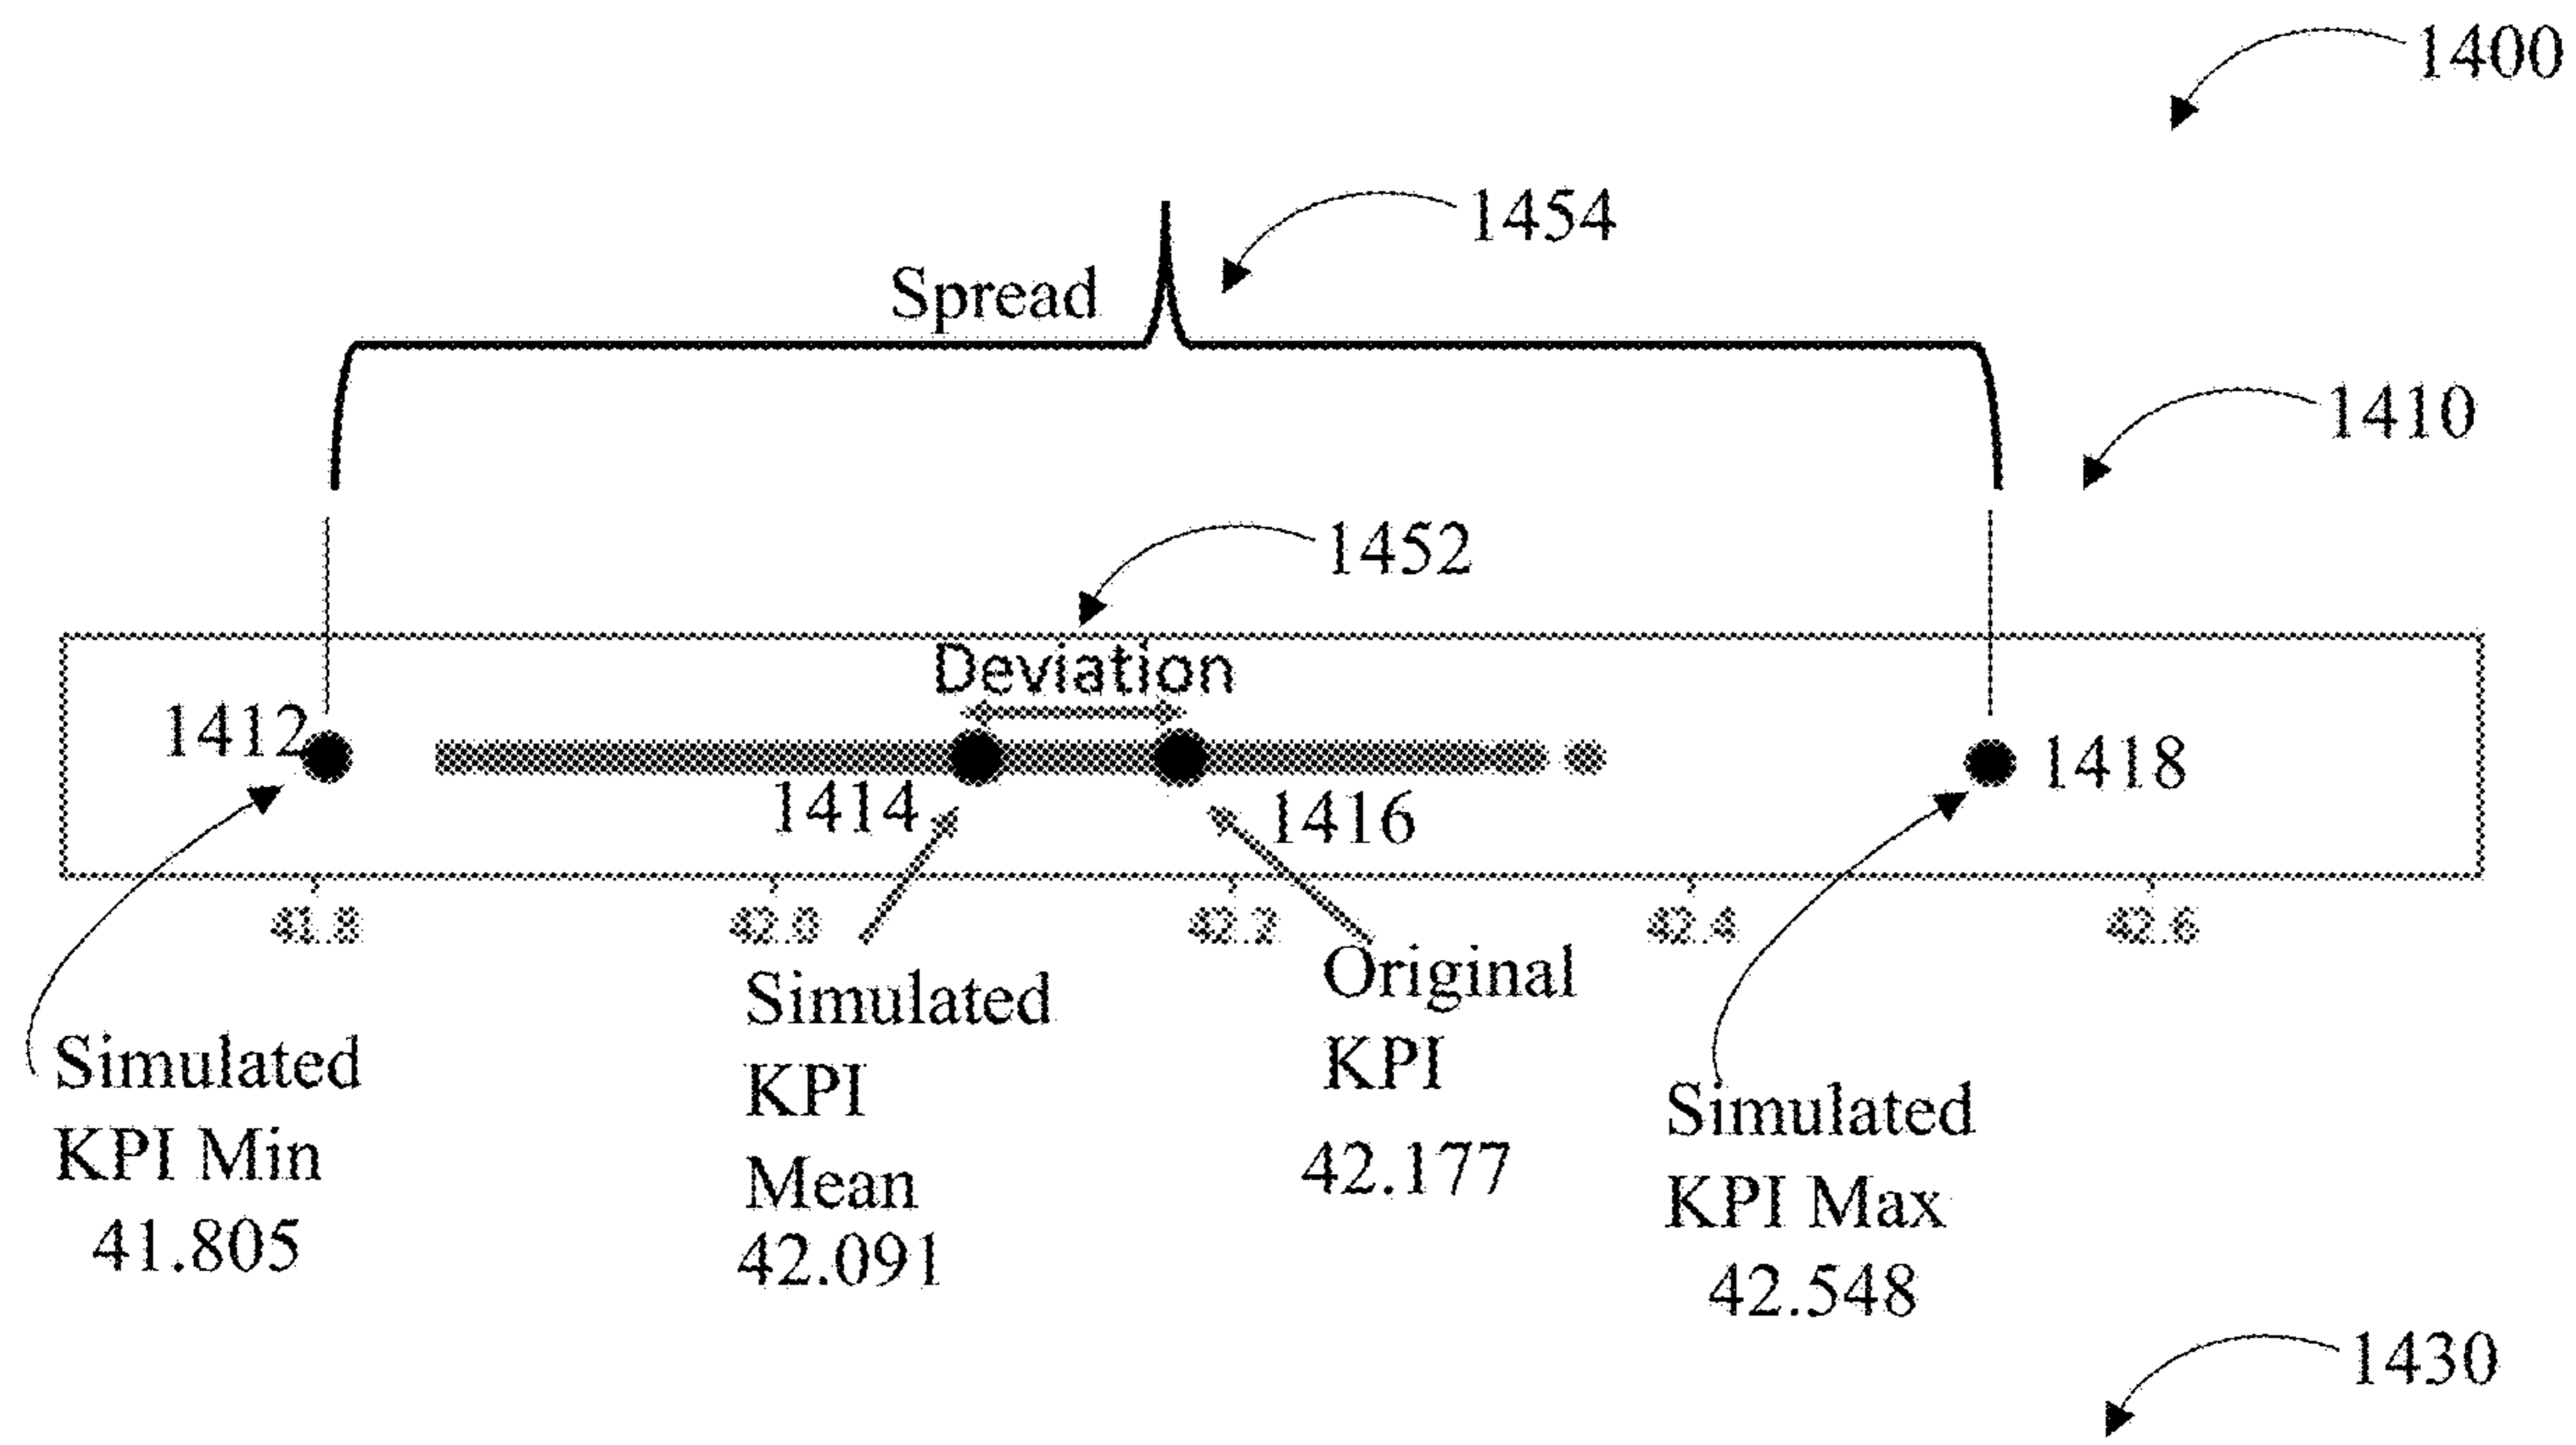 1400
1454
Spread
1410
1452
Deviation
1412
1414
1416
1418
41.8
42.0
42.2
42.4
42.6
Simulated
KPI Min
41.805
Simulated
KPI
Mean
42.091
Original
KPI
42.177
Simulated
KPI Max
42.548
1430